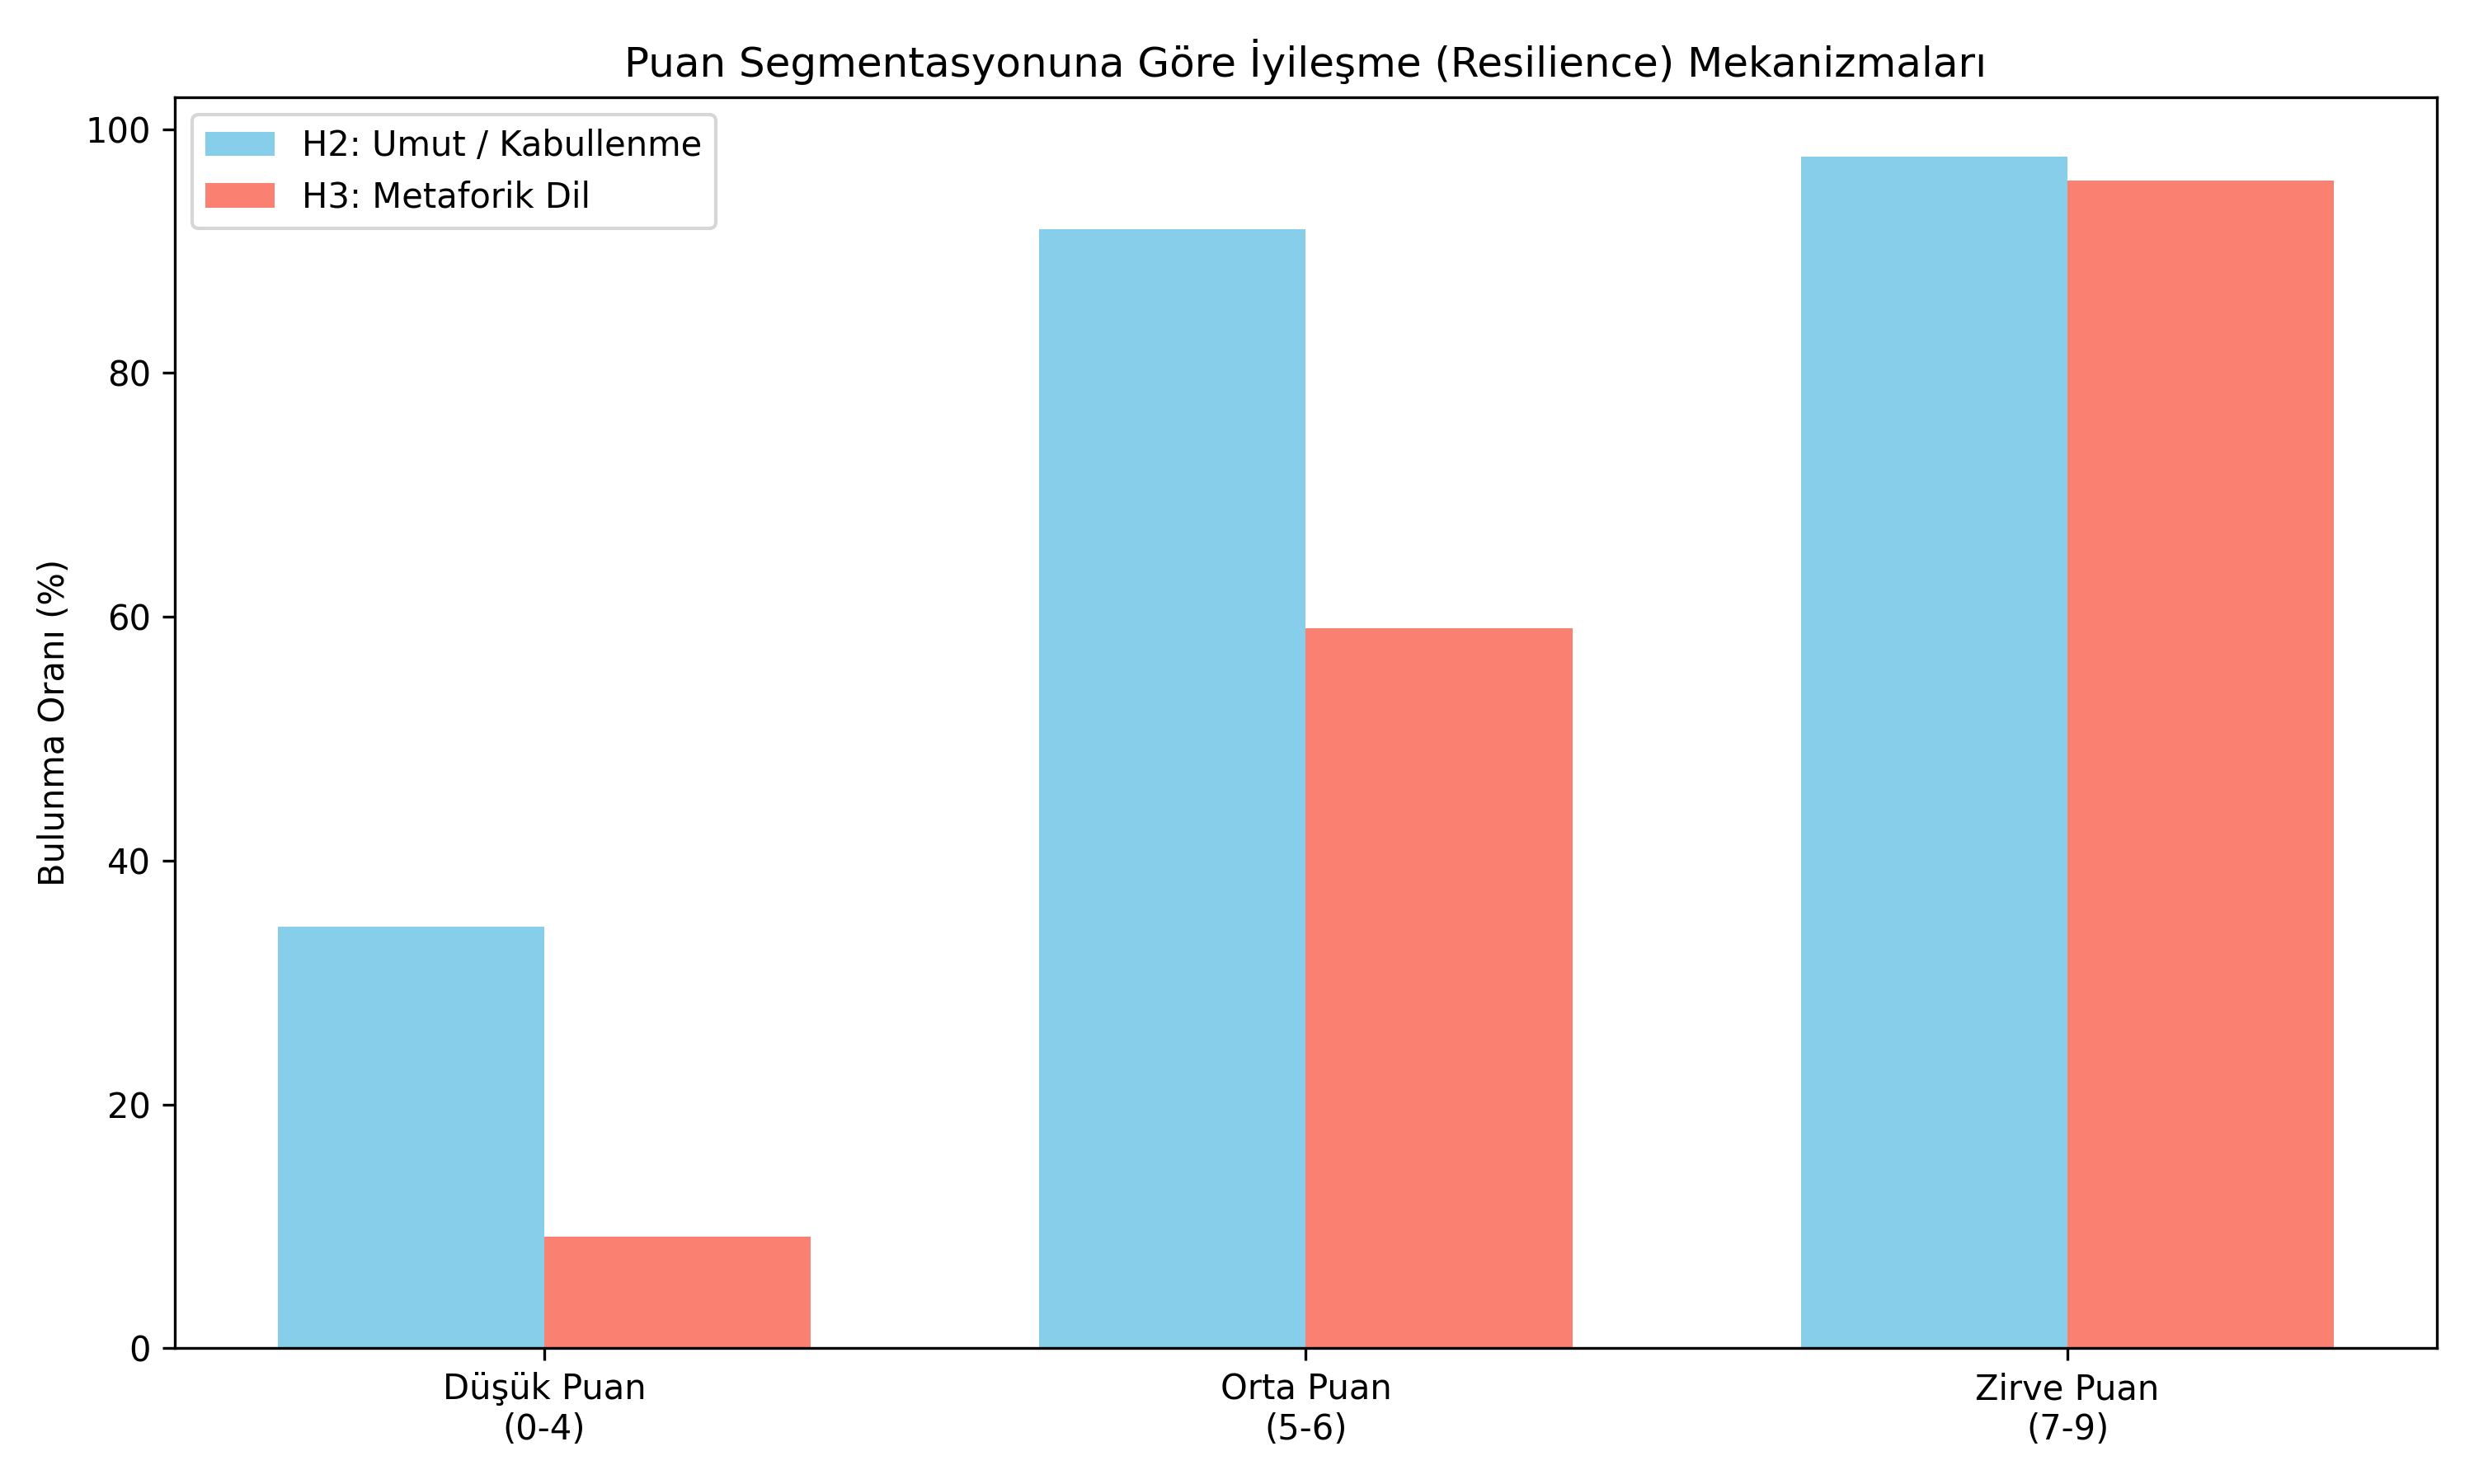 Puan Segmentasyonuna Göre İyileşme (Resilience) Mekanizmaları
H2: Umut / Kabullenme
H3: Metaforik Dil
Bulunma Oranı (%)
100
80
60
40
20
0
Düşük Puan
(0-4)
Orta Puan
(5-6)
Zirve Puan
(7-9)